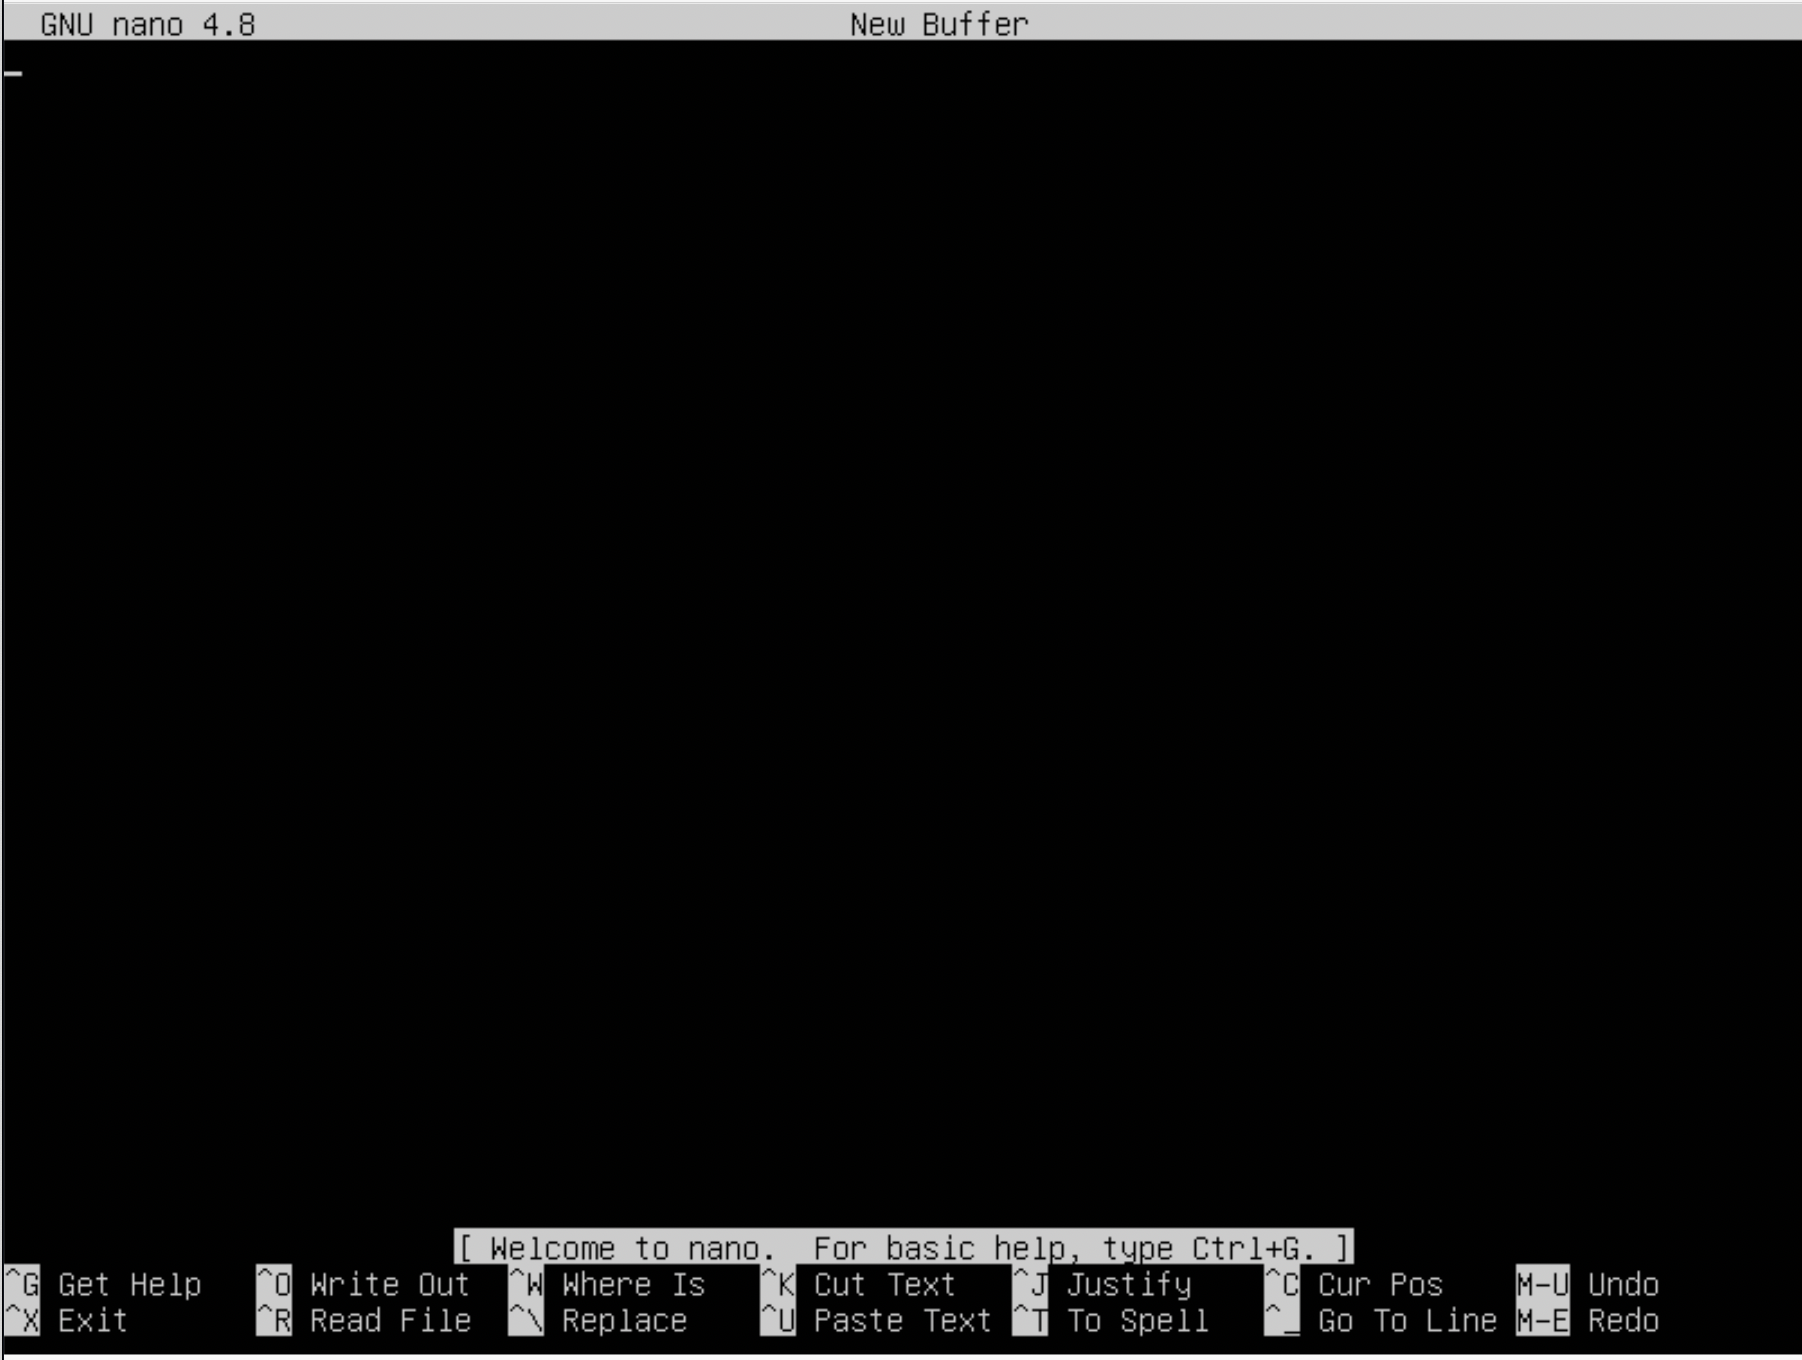 GNU nano 4.8 New Buffer
[ Welcome to nano.  For basic help, type Ctrl+G. ]
^G Get Help ^O Write Out ^W Where Is ^K Cut Text ^J Justify ^C Cur Pos M-U Undo
^X Exit ^R Read File ^\ Replace ^U Paste Text ^T To Spell ^_ Go To Line M-E Redo